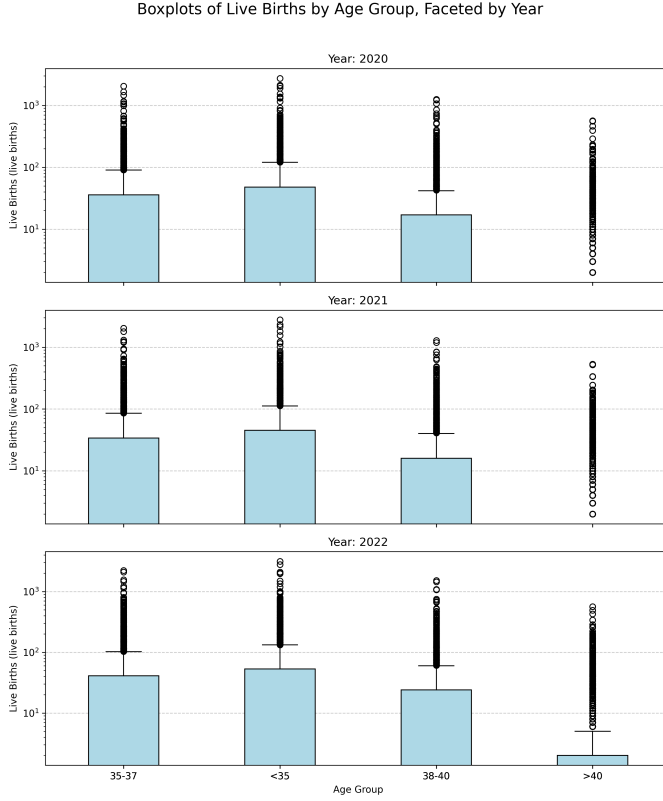 Boxplots of Live Births by Age Group, Faceted by Year
Year: 2020
Live Births (live births)
10³
10²
10¹
Year: 2021
Live Births (live births)
10³
10²
10¹
Year: 2022
Live Births (live births)
10³
10²
10¹
35-37 <35 38-40 >40
Age Group